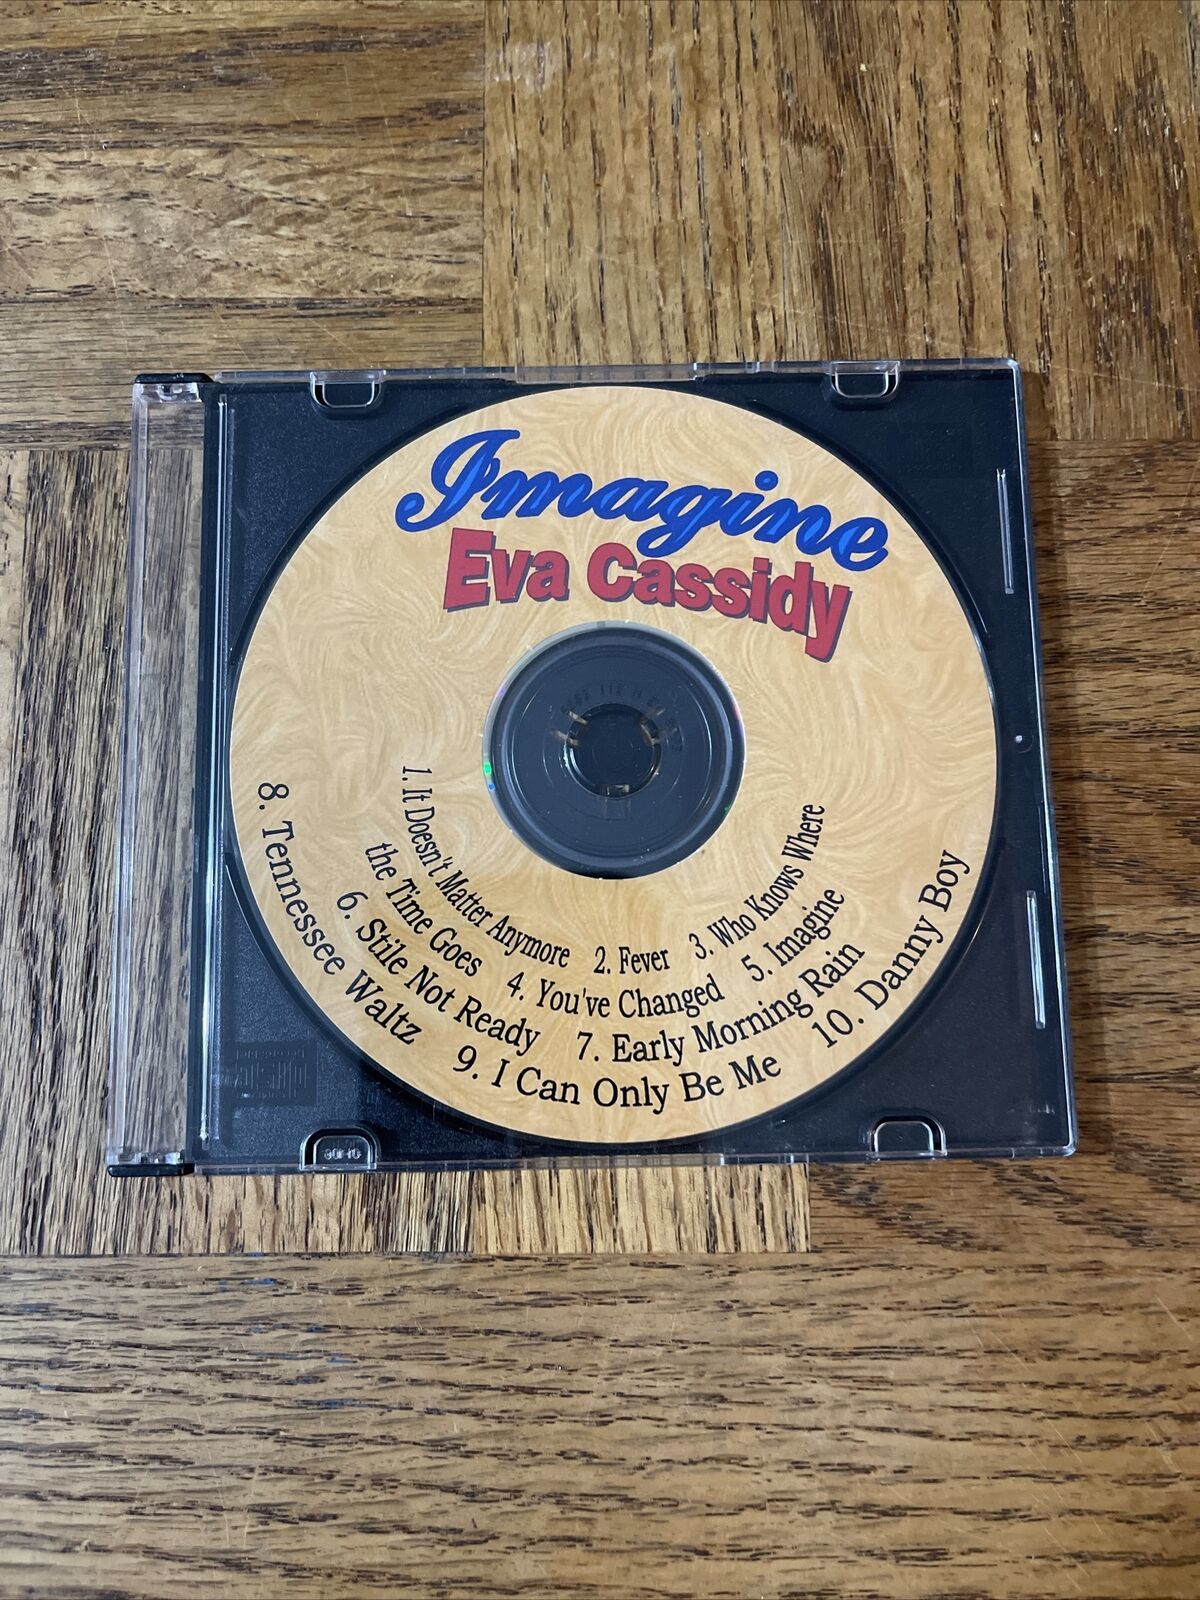 Imagine
Eva Cassidy
1. It Doesn't Matter Anymore 2. Fever 3. Who Knows Where
the Time Goes 4. You've Changed 5. Imagine
6. Stile Not Ready 7. Early Morning Rain
8. Tennessee Waltz 9. I Can Only Be Me 10. Danny Boy